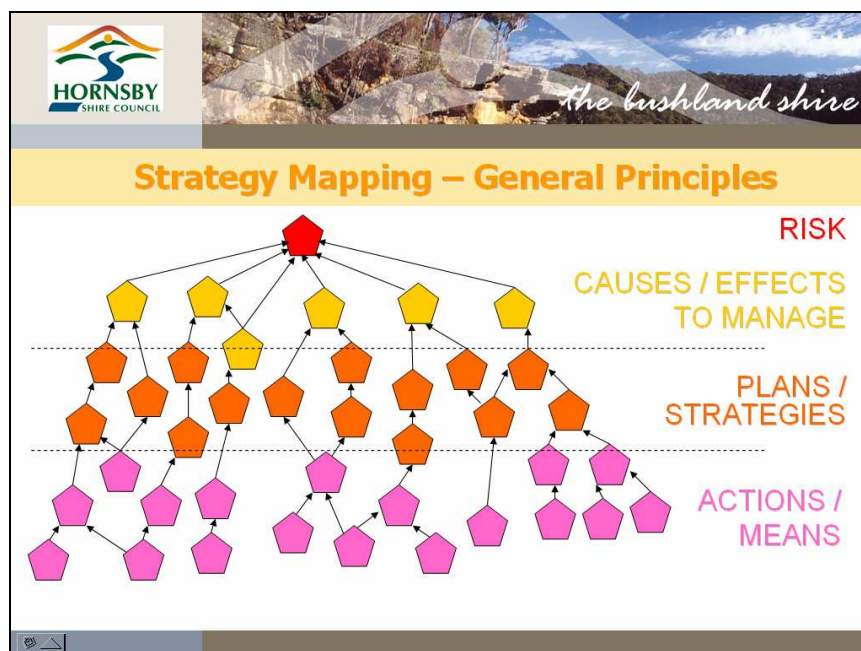 HORNSBY
SHIRE COUNCIL
the bushland shire
Strategy Mapping – General Principles
RISK
CAUSES / EFFECTS
TO MANAGE
PLANS /
STRATEGIES
ACTIONS /
MEANS